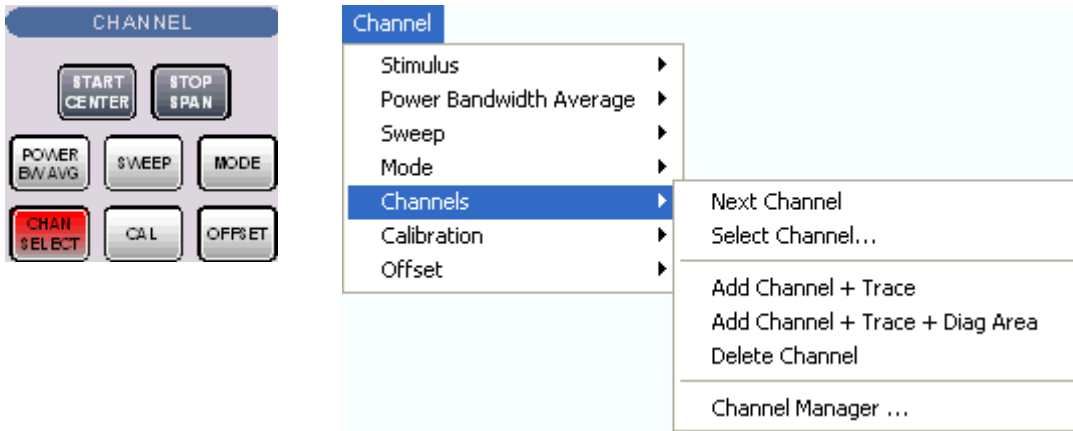 CHANNEL
START
CENTER
STOP
SPAN
POWER
BW AVG
SWEEP
MODE
CHAN
SELECT
CAL
OFFSET
Channel
Stimulus
Power Bandwidth Average
Sweep
Mode
Channels
Calibration
Offset
Next Channel
Select Channel...
Add Channel + Trace
Add Channel + Trace + Diag Area
Delete Channel
Channel Manager ...